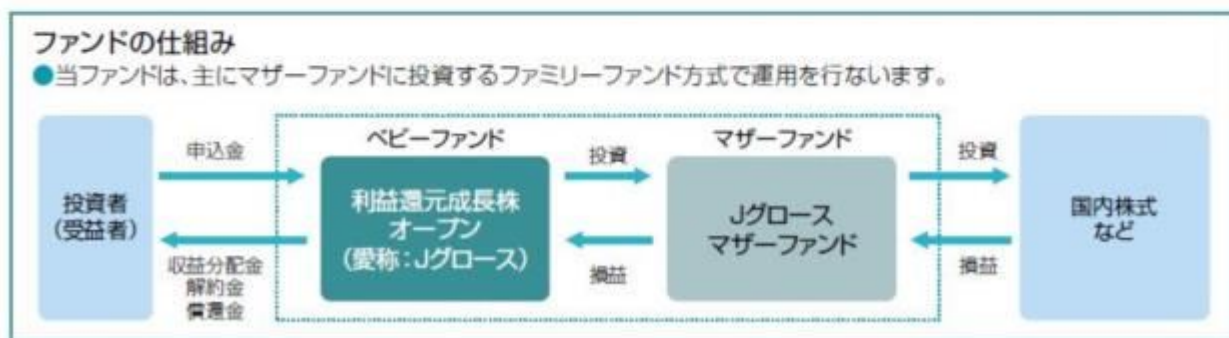 ファンドの仕組み
●当ファンドは、主にマザーファンドに投資するファミリーファンド方式で運用を行ないます。
投資者
(受益者)
申込金
収益分配金
解約金
償還金
ベビーファンド
利益還元成長株
オープン
(愛称:Jグロース)
投資
損益
マザーファンド
Jグロース
マザーファンド
投資
損益
国内株式
など